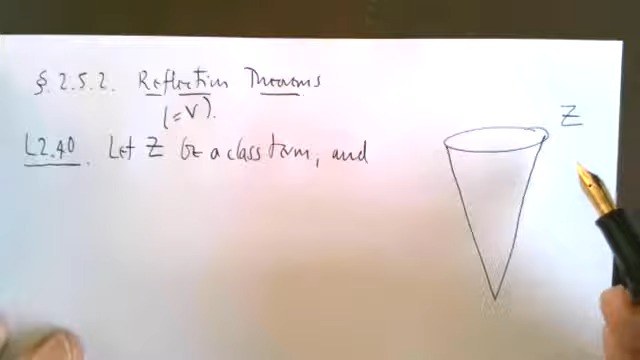 §. 2.5.2. Reflection Theorems
(=V).
L2.40. Let Z be a class term, and
Z